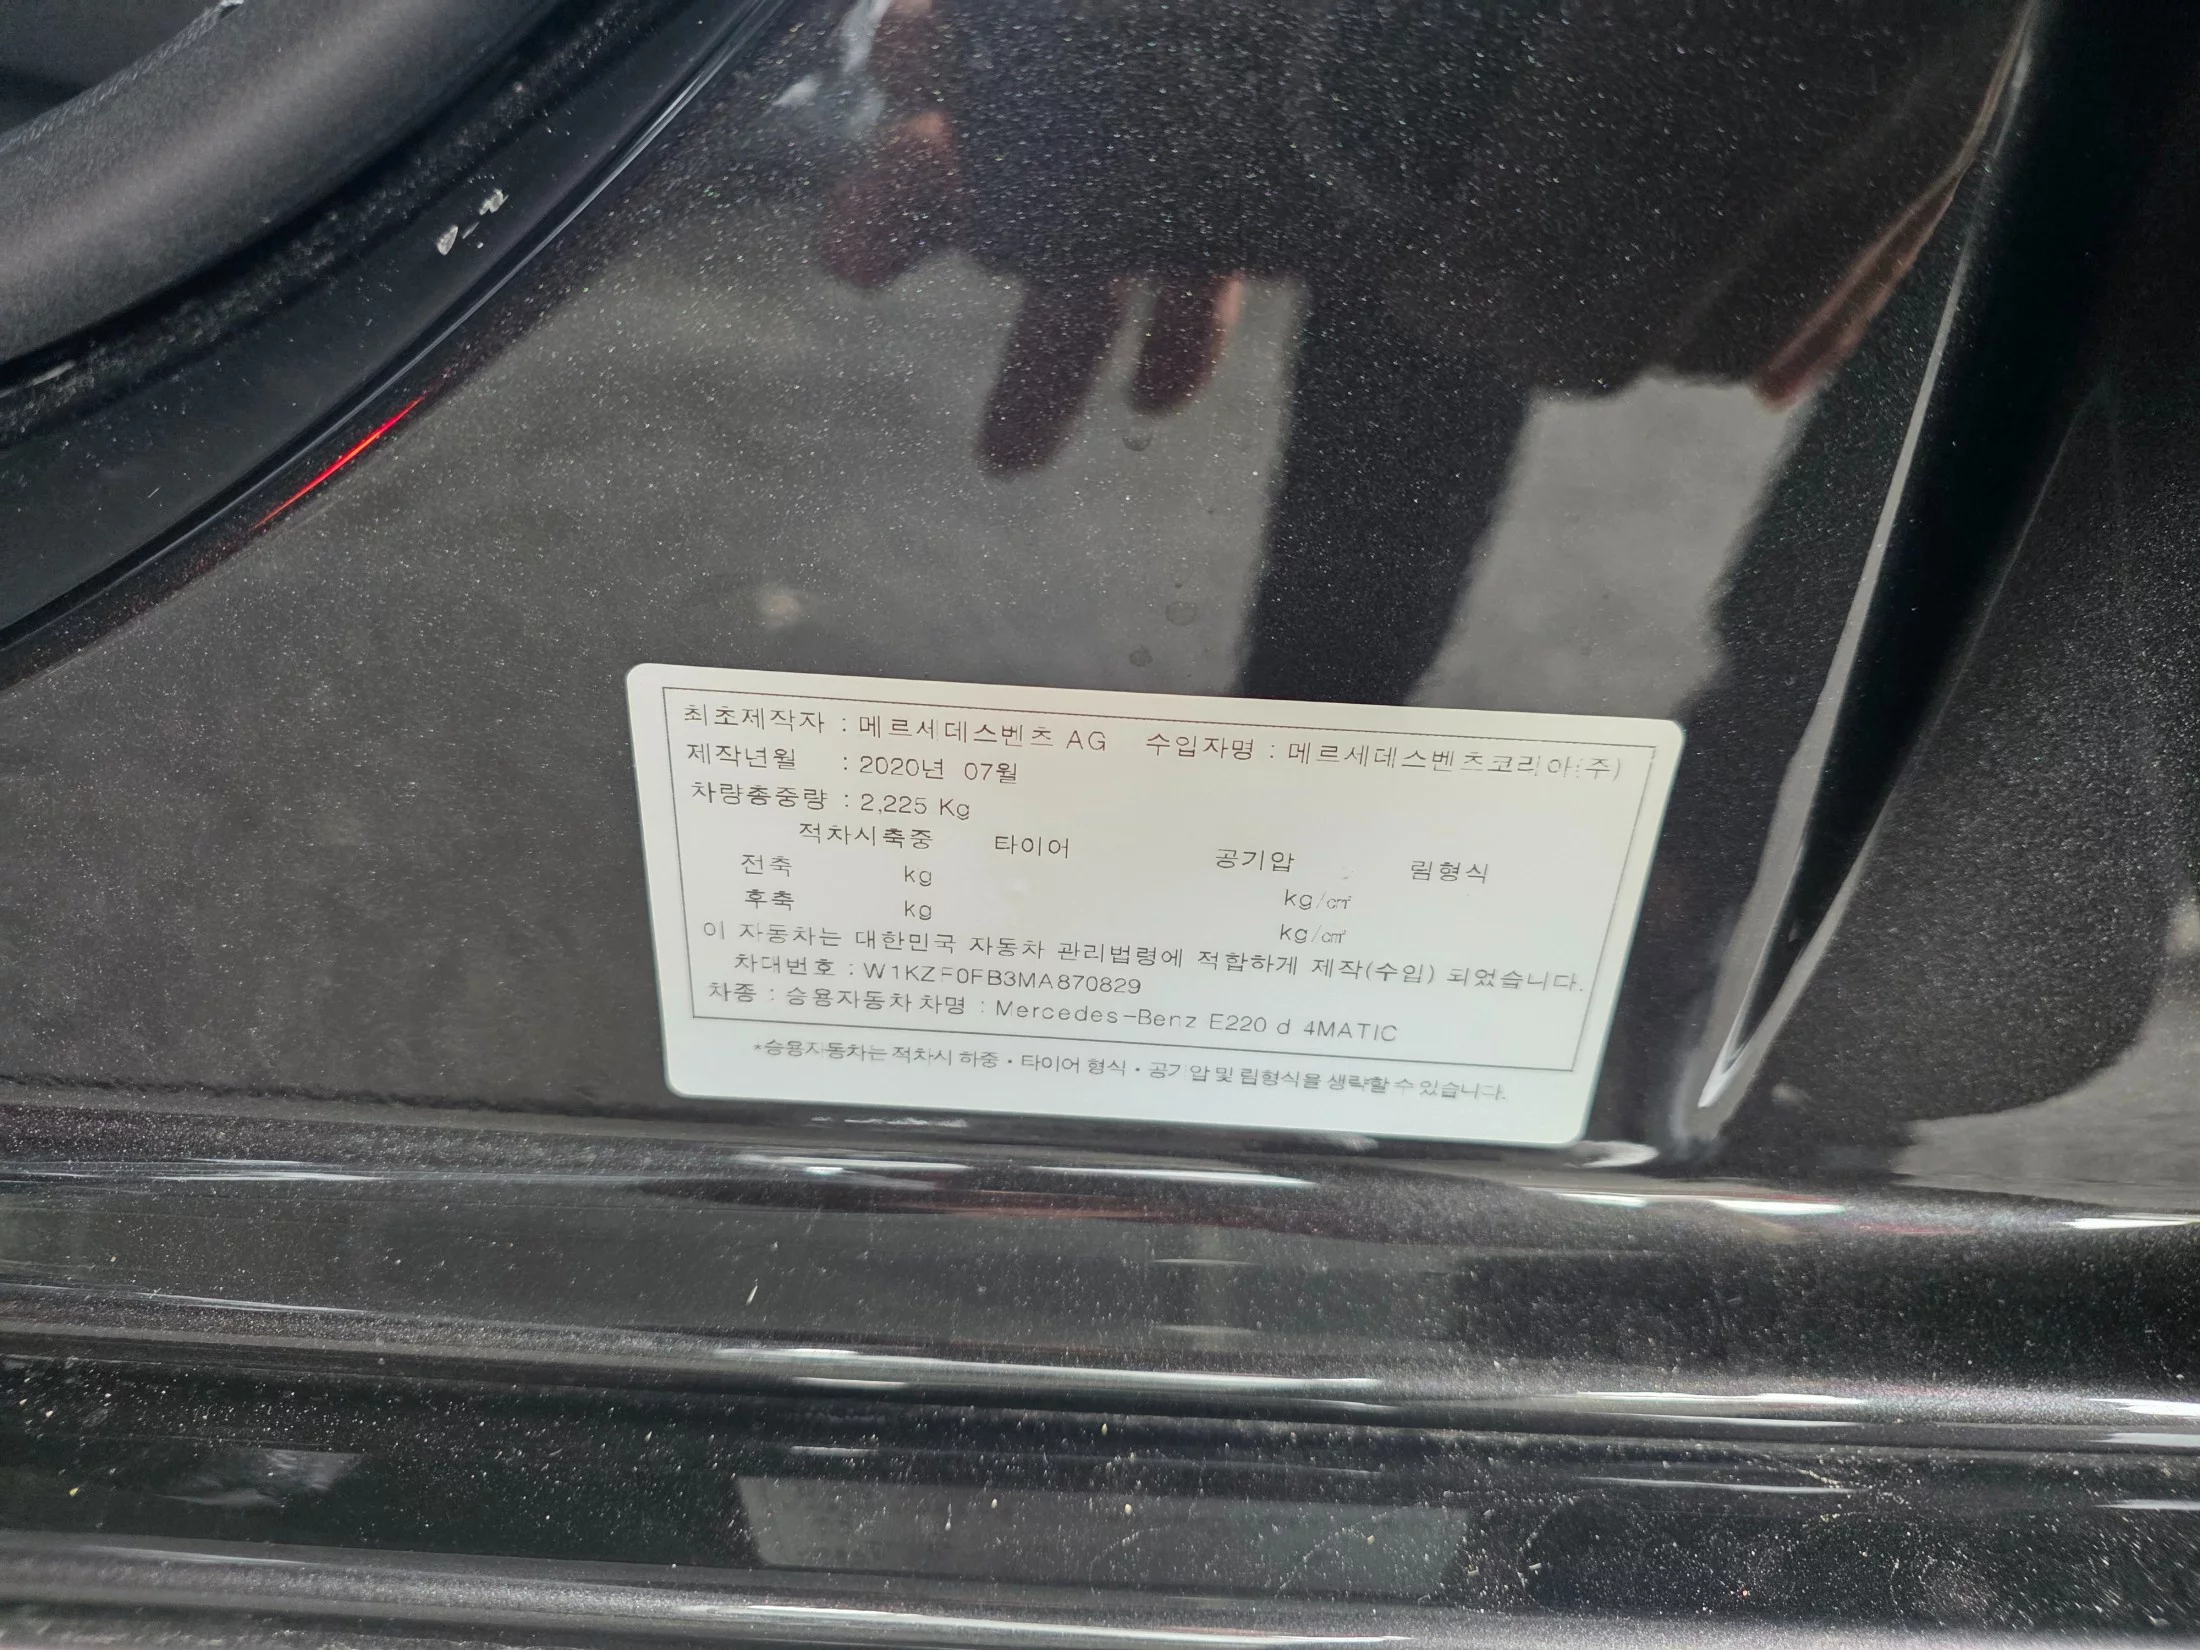 최초제작자 : 메르세데스벤츠 AG 수입자명 : 메르세데스벤츠코리아(주)
제작년월 : 2020년 07월
차량총중량 : 2,225 Kg
적차시축중 타이어 공기압 림형식
전축 kg kg/㎠
후축 kg kg/㎠
이 자동차는 대한민국 자동차 관리법령에 적합하게 제작(수입) 되었습니다.
차대번호 : W1KZF0FB3MA870829
차종 : 승용자동차 차명 : Mercedes-Benz E220 d 4MATIC
*승용자동차는 적차시 하중・타이어 형식・공기압 및 림형식을 생략할 수 있습니다.